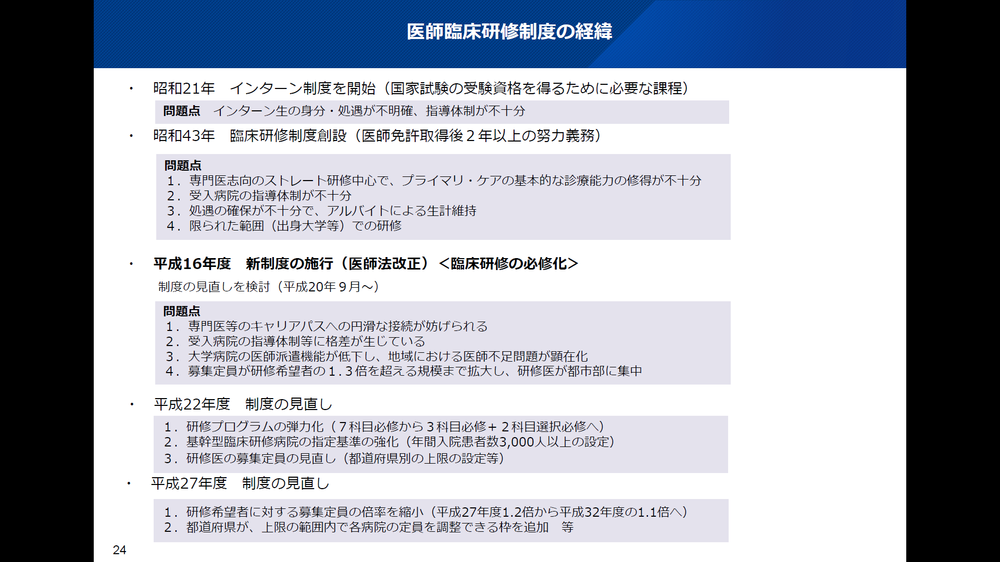 医師臨床研修制度の経緯
・ 昭和21年　インターン制度を開始（国家試験の受験資格を得るために必要な課程）
問題点　インターン生の身分・処遇が不明確、指導体制が不十分
・ 昭和43年　臨床研修制度創設（医師免許取得後２年以上の努力義務）
問題点
１．専門医志向のストレート研修中心で、プライマリ・ケアの基本的な診療能力の修得が不十分
２．受入病院の指導体制が不十分
３．処遇の確保が不十分で、アルバイトによる生計維持
４．限られた範囲（出身大学等）での研修
・ 平成16年度　新制度の施行（医師法改正）＜臨床研修の必修化＞
制度の見直しを検討（平成20年９月～）
問題点
１．専門医等のキャリアパスへの円滑な接続が妨げられる
２．受入病院の指導体制等に格差が生じている
３．大学病院の医師派遣機能が低下し、地域における医師不足問題が顕在化
４．募集定員が研修希望者の１.３倍を超える規模まで拡大し、研修医が都市部に集中
・ 平成22年度　制度の見直し
１．研修プログラムの弾力化（７科目必修から３科目必修＋２科目選択必修へ）
２．基幹型臨床研修病院の指定基準の強化（年間入院患者数3,000人以上の設定）
３．研修医の募集定員の見直し（都道府県別の上限の設定等）
・ 平成27年度　制度の見直し
１．研修希望者に対する募集定員の倍率を縮小（平成27年度1.2倍から平成32年度の1.1倍へ）
２．都道府県が、上限の範囲内で各病院の定員を調整できる枠を追加　等
24